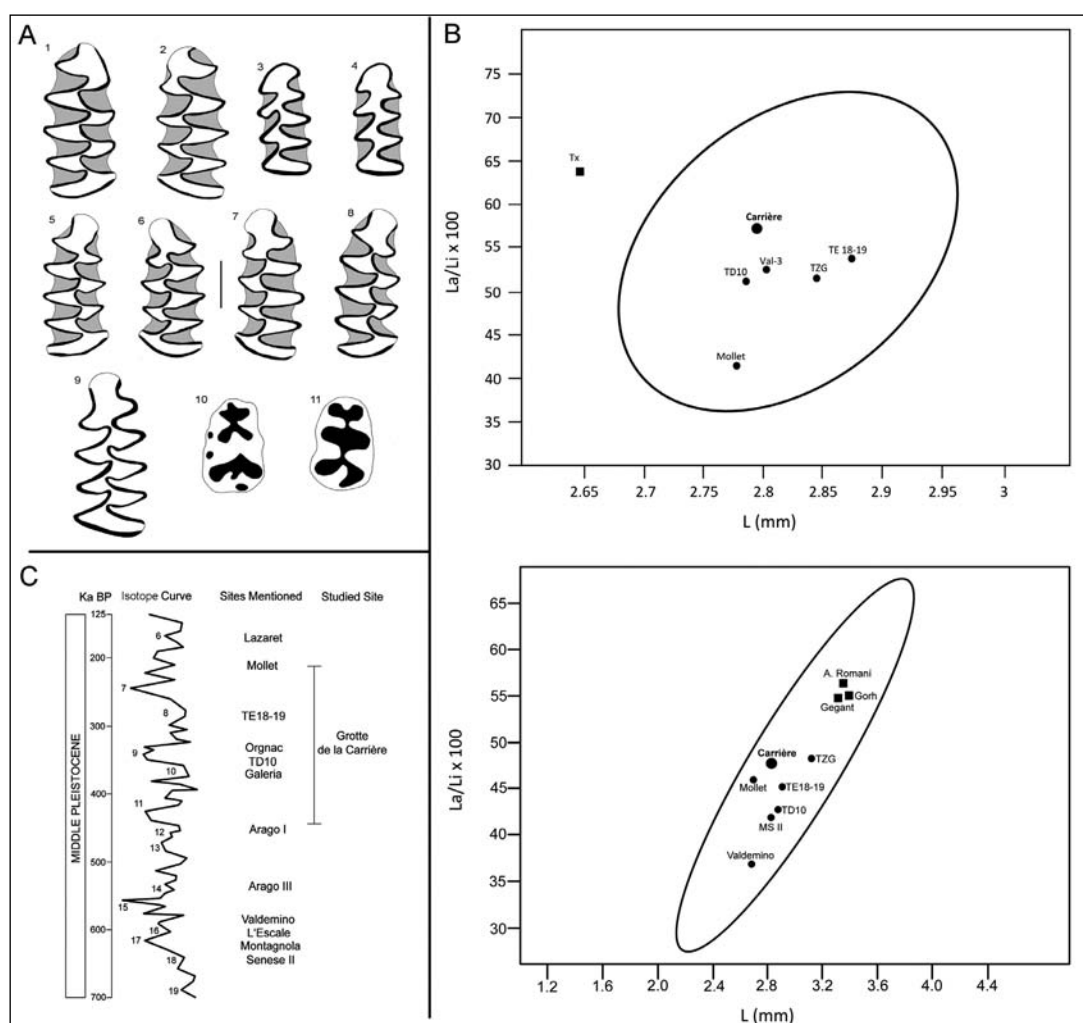 A
1
2
3
4
5
6
7
8
9
10
11
B
La/Li x 100
75
70
65
60
55
50
45
40
35
30
Tx
Carrière
TE 18-19
Val-3
TD10
TZG
Mollet
2.65
2.7
2.75
2.8
2.85
2.9
2.95
3
L (mm)
La/Li x 100
65
60
55
50
45
40
35
30
A. Romani
Gorh
Gegant
Carrière
TZG
Mollet
TE18-19
TD10
MS II
Valdemino
1.2
1.6
2.0
2.4
2.8
3.2
3.6
4.0
4.4
L (mm)
C
Ka BP
Isotope Curve
Sites Mentioned
Studied Site
MIDDLE PLEISTOCENE
125
200
300
400
500
600
700
6
7
8
9
10
11
12
13
14
15
16
17
18
19
Lazaret
Mollet
TE18-19
Orgnac
TD10
Galeria
Arago I
Arago III
Valdemino
L'Escale
Montagnola
Senese II
Grotte
de la Carrière